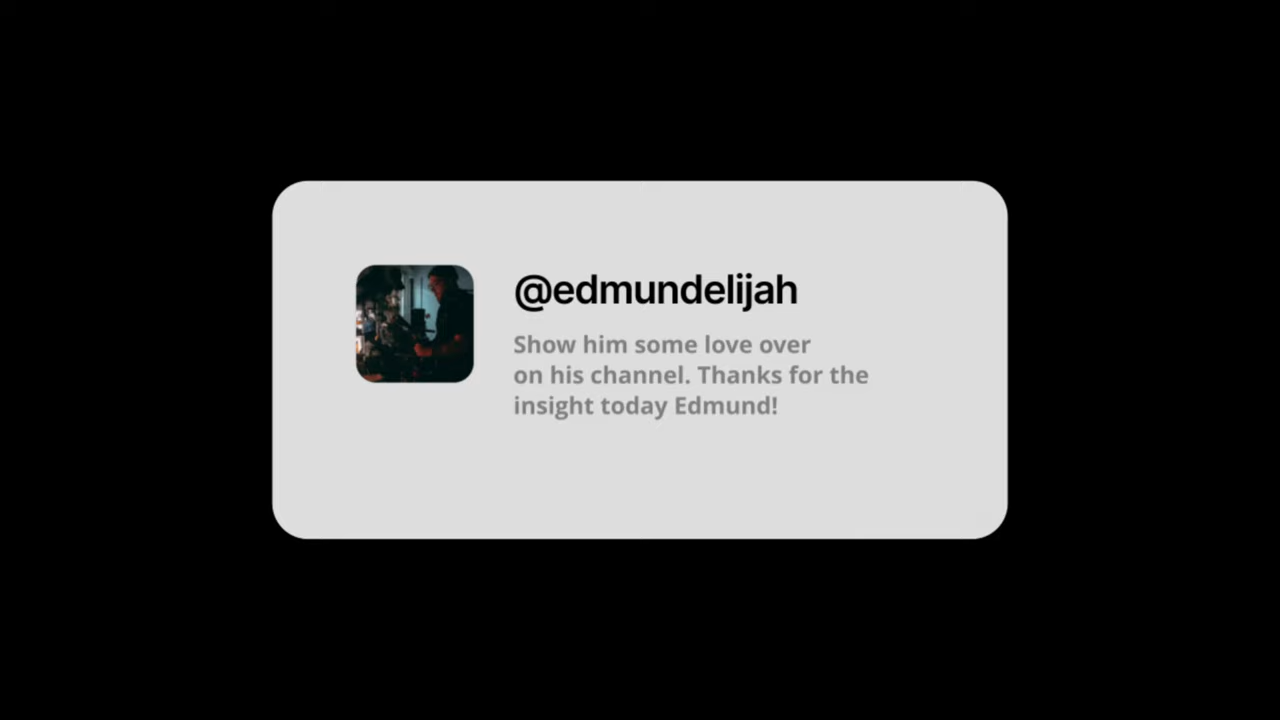 @edmundelijah
Show him some love over
on his channel. Thanks for the
insight today Edmund!